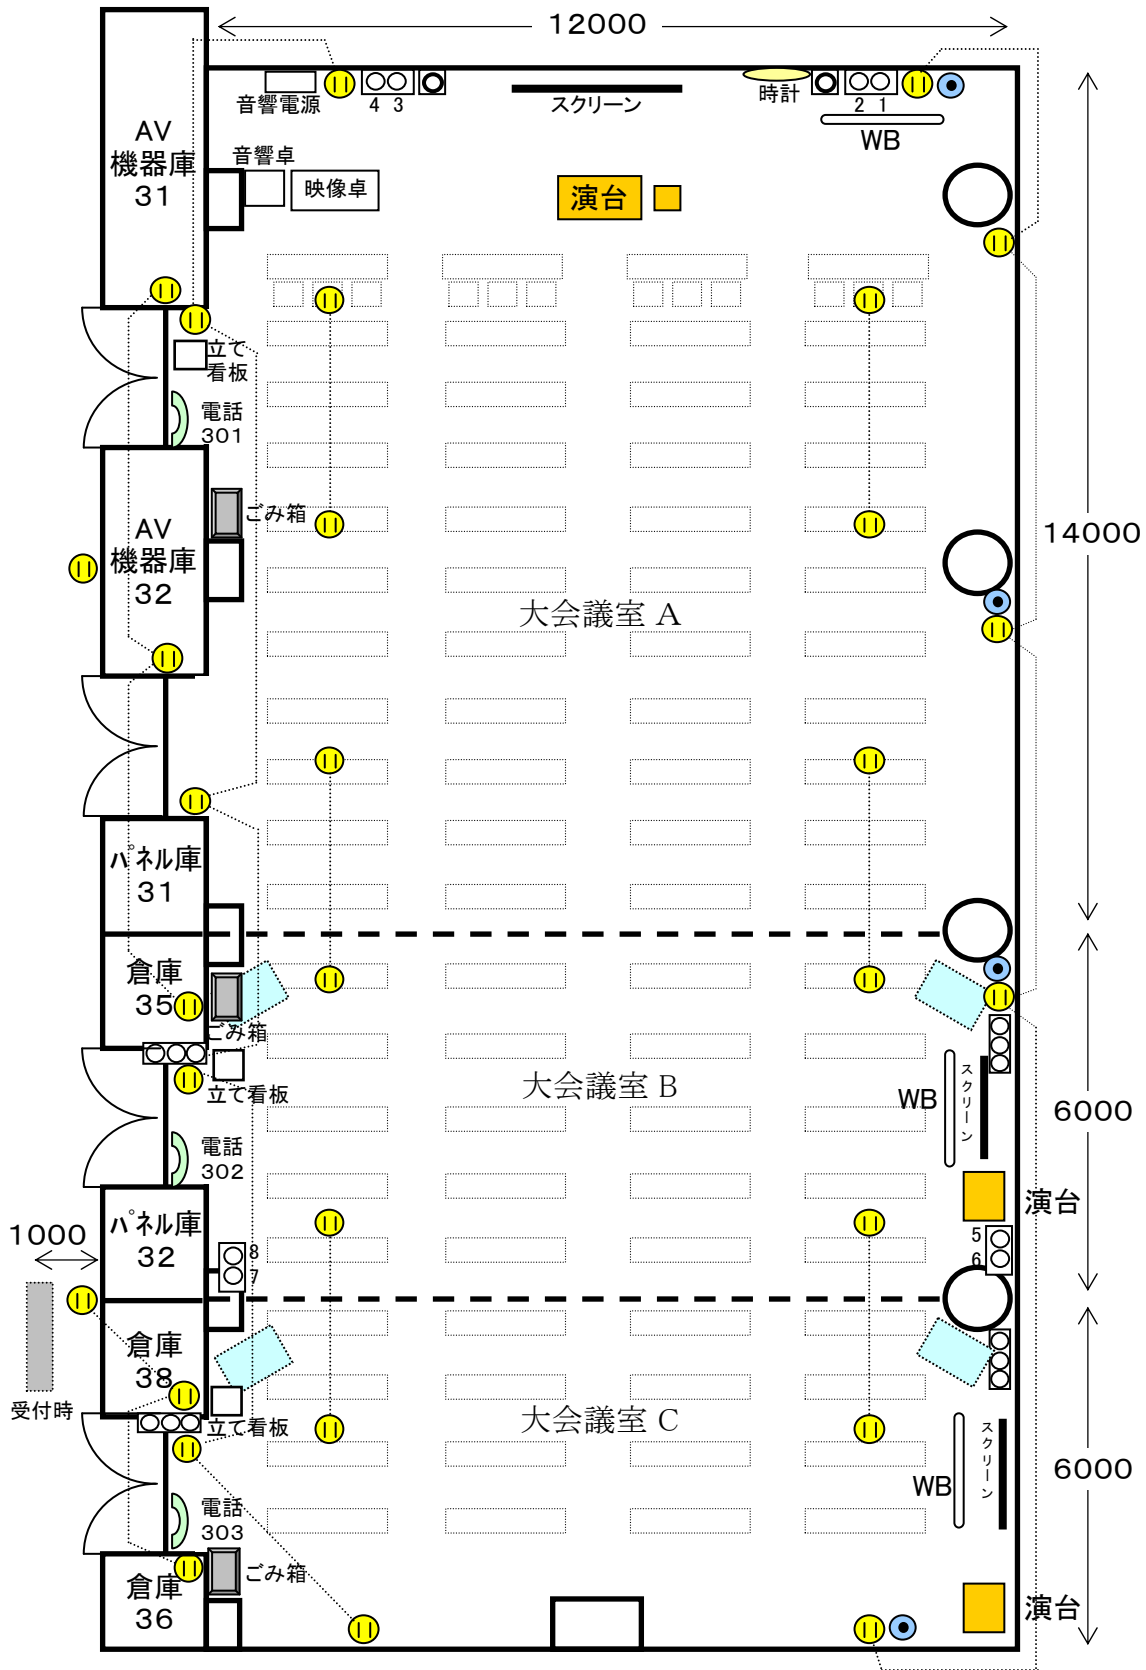 12000
音響電源
4 3
スクリーン
時計
2 1
WB
AV
機器庫
31
音響卓
映像卓
演台
立て
看板
電話
301
AV
機器庫
32
ごみ箱
14000
大会議室 A
パネル庫
31
倉庫
35
ごみ箱
立て看板
大会議室 B
WB
スクリーン
6000
電話
302
演台
パネル庫
32
1000
8
7
5
6
倉庫
38
受付時
立て看板
大会議室 C
WB
スクリーン
6000
電話
303
ごみ箱
倉庫
36
演台